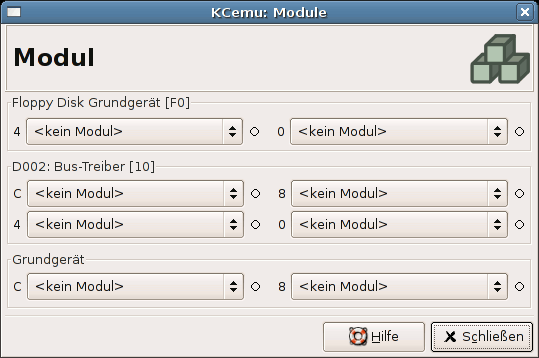 KCemu: Module
Modul
Floppy Disk Grundgerät [F0]
4 <kein Modul> 0 <kein Modul>
D002: Bus-Treiber [10]
C <kein Modul> 8 <kein Modul>
4 <kein Modul> 0 <kein Modul>
Grundgerät
C <kein Modul> 8 <kein Modul>
Hilfe Schließen